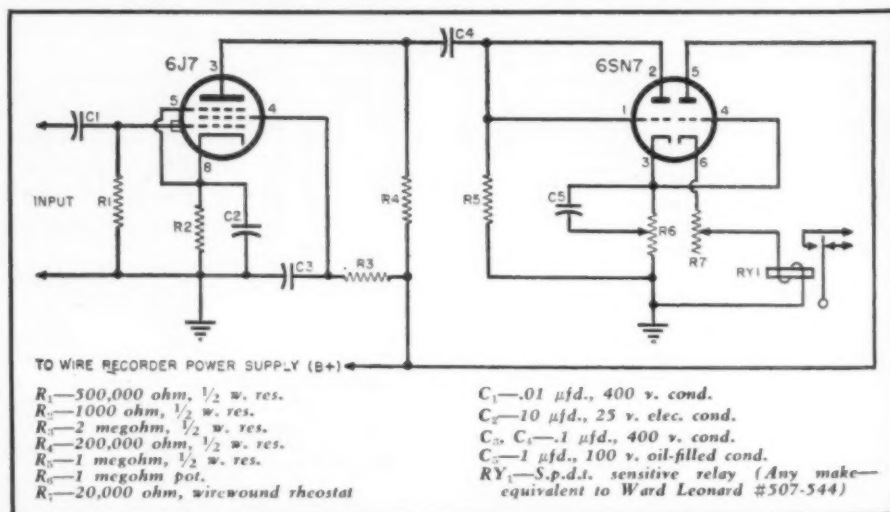 C4
6J7
3
6SN7
2
5
5
4
1
4
C1
8
3
6
INPUT
R1
R2
C2
R4
R5
C5
R6
R7
RY1
C3
R3
TO WIRE RECORDER POWER SUPPLY (B+)
R₁—500,000 ohm, ½ w. res.
R₂—1000 ohm, ½ w. res.
R₃—2 megohm, ½ w. res.
R₄—200,000 ohm, ½ w. res.
R₅—1 megohm, ½ w. res.
R₆—1 megohm pot.
R₇—20,000 ohm, wirewound rheostat
C₁—.01 μfd., 400 v. cond.
C₂—10 μfd., 25 v. elec. cond.
C₃, C₄—.1 μfd., 400 v. cond.
C₅—1 μfd., 100 v. oil-filled cond.
RY₁—S.p.d.t. sensitive relay (Any make—
equivalent to Ward Leonard #507-544)